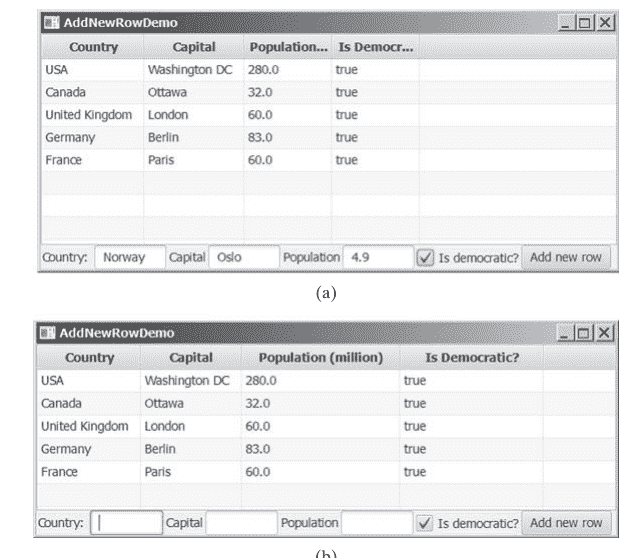 AddNewRowDemo
Country Capital Population... Is Democr...
USA Washington DC 280.0 true
Canada Ottawa 32.0 true
United Kingdom London 60.0 true
Germany Berlin 83.0 true
France Paris 60.0 true
Country: Norway Capital Oslo Population 4.9 Is democratic? Add new row
(a)
AddNewRowDemo
Country Capital Population (million) Is Democratic?
USA Washington DC 280.0 true
Canada Ottawa 32.0 true
United Kingdom London 60.0 true
Germany Berlin 83.0 true
France Paris 60.0 true
Country: Capital Population Is democratic? Add new row
(b)